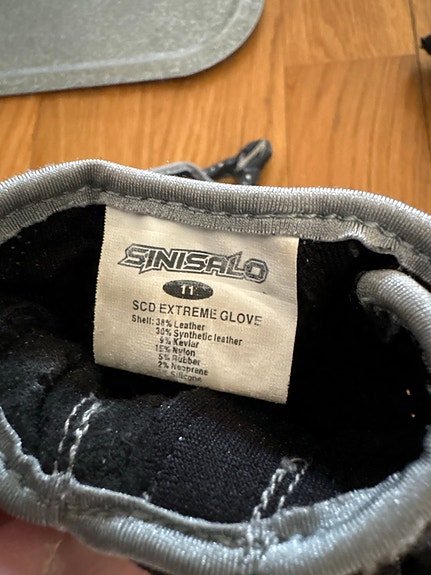 SINISALO
11
SCD EXTREME GLOVE
Shell: 38% Leather
30% Synthetic leather
9% Kevlar
15% Nylon
5% Rubber
2% Neoprene
Silicone